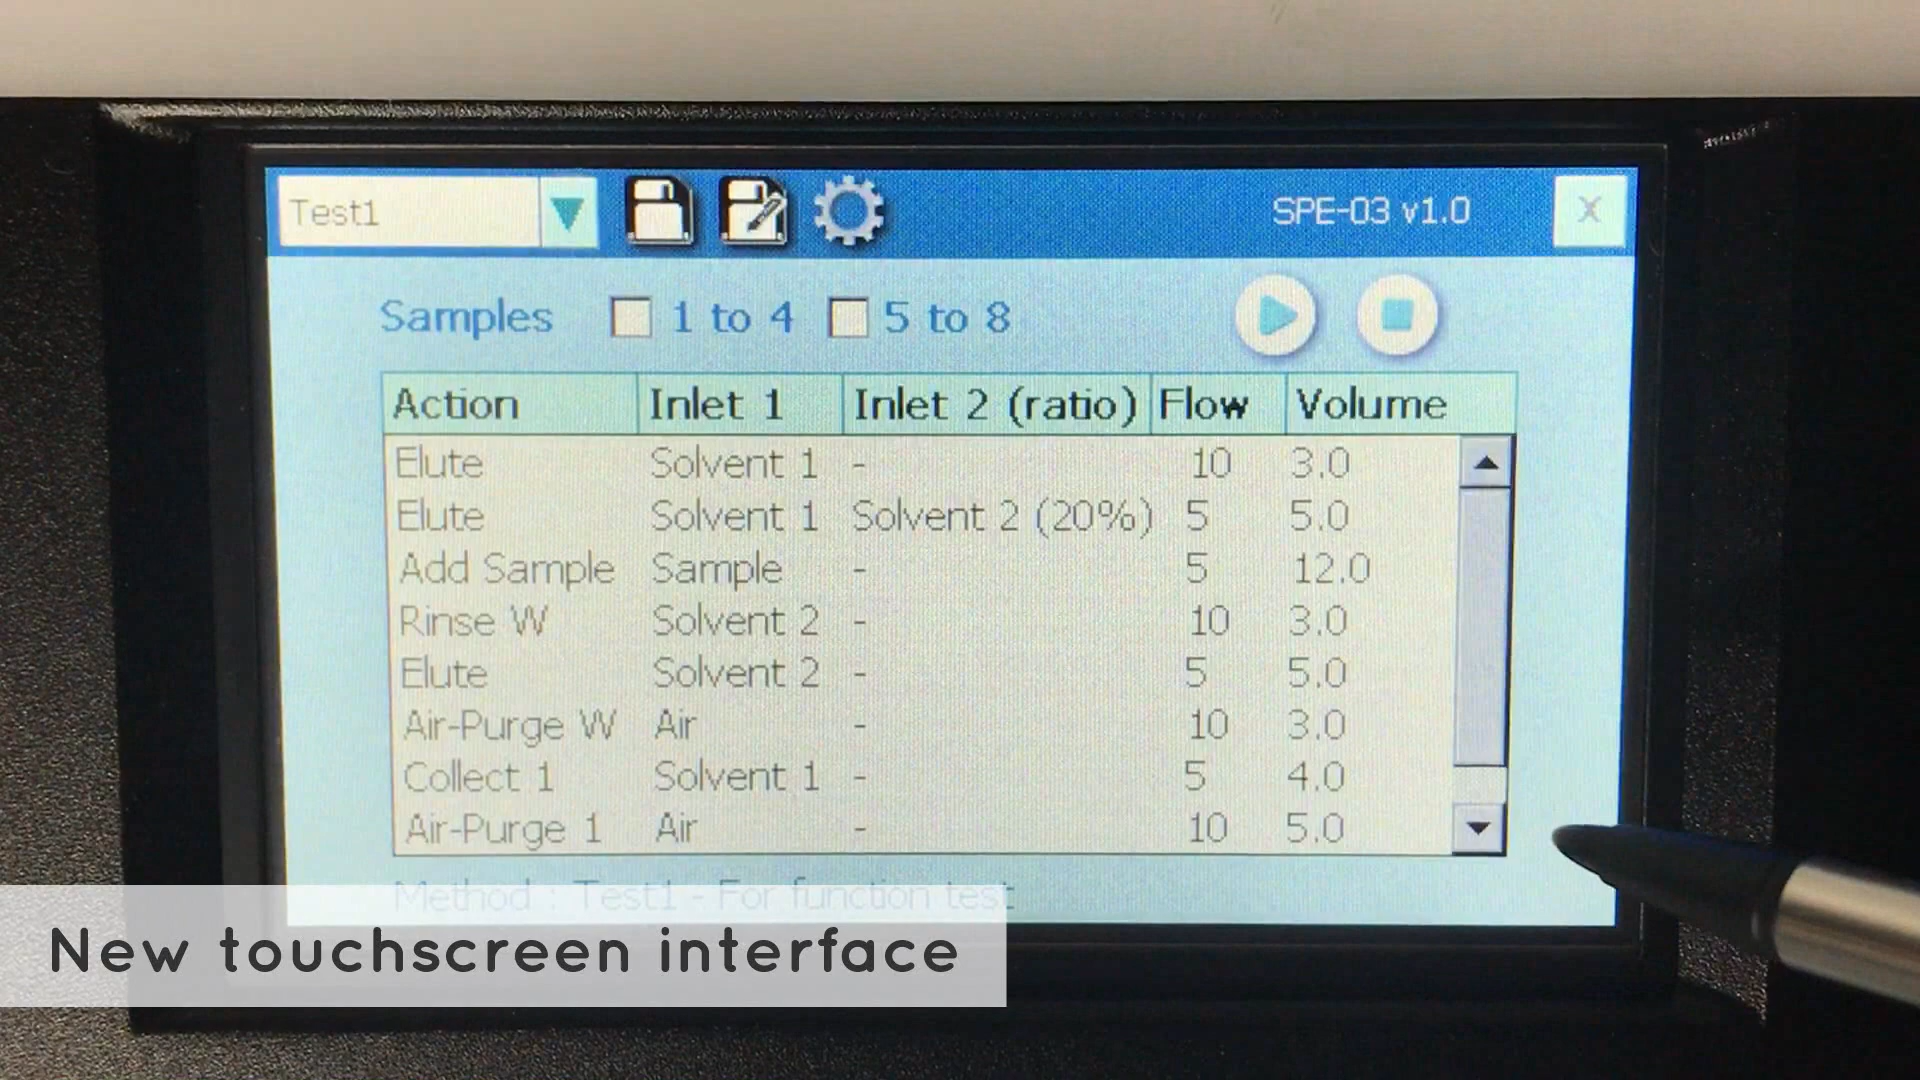 Test1 SPE-03 v1.0 X
Samples 1 to 4 5 to 8
Action Inlet 1 Inlet 2 (ratio) Flow Volume
Elute Solvent 1 - 10 3.0
Elute Solvent 1 Solvent 2 (20%) 5 5.0
Add Sample Sample - 5 12.0
Rinse W Solvent 2 - 10 3.0
Elute Solvent 2 - 5 5.0
Air-Purge W Air - 10 3.0
Collect 1 Solvent 1 - 5 4.0
Air-Purge 1 Air - 10 5.0
Method : Test1 - For function test
New touchscreen interface